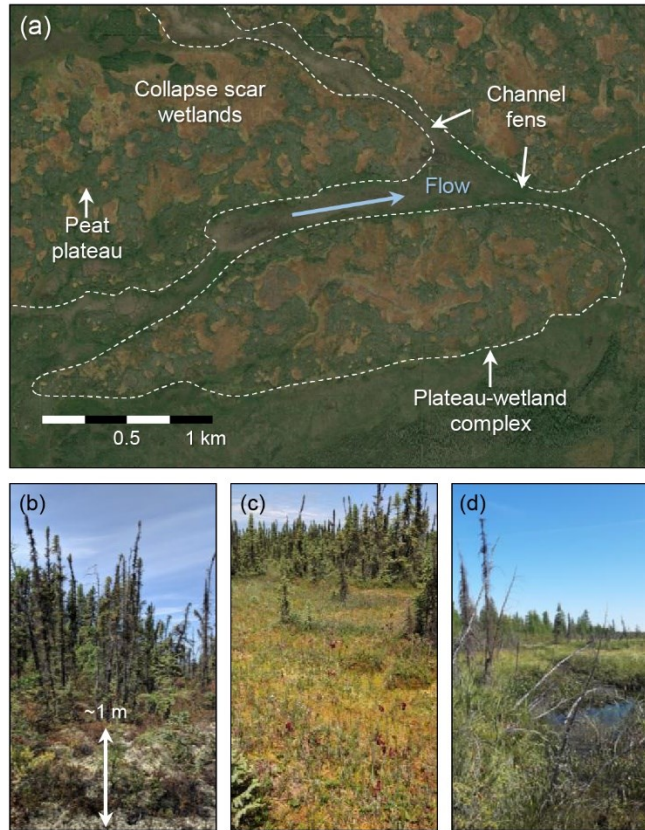 (a)
Collapse scar
wetlands
Channel
fens
Flow
Peat
plateau
Plateau-wetland
complex
0.5
1 km
(b)
~1 m
(c)
(d)